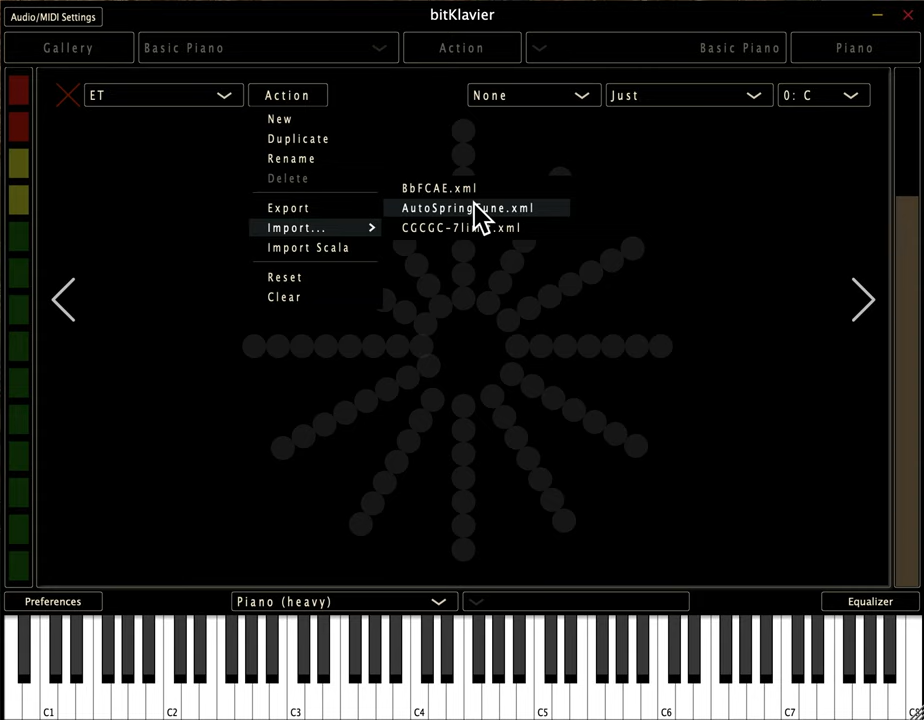 bitKlavier
Audio/MIDI Settings
Gallery
Basic Piano
Action
Basic Piano
Piano
ET
Action
None
Just
0: C
New
Duplicate
Rename
Delete
Export
Import...
Import Scala
Reset
Clear
BbFCAE.xml
AutoSpringTune.xml
.xml
Preferences
Piano (heavy)
Equalizer
C1 C2 C3 C4 C5 C6 C7 C8